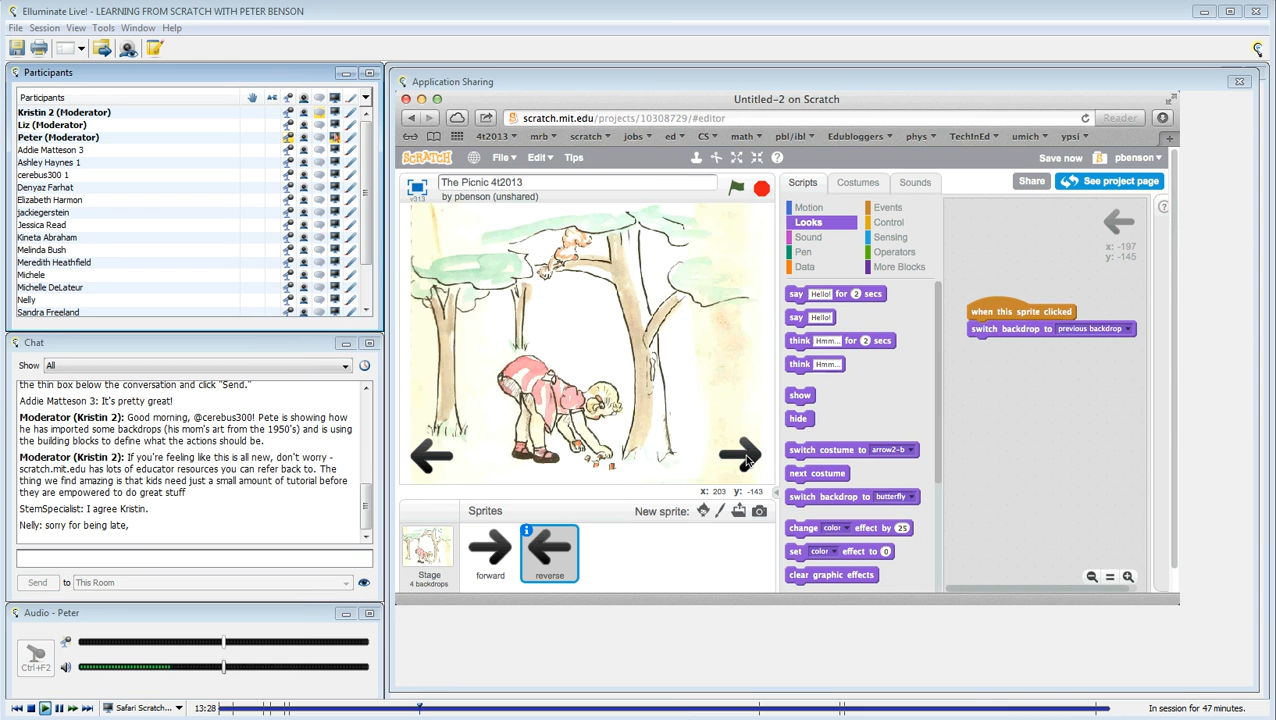 Elluminate Live! - LEARNING FROM SCRATCH WITH PETER BENSON
File Session View Tools Window Help
Participants
Participants
Kristin 2 (Moderator)
Liz (Moderator)
Peter (Moderator)
Addie Matteson 3
Ashley Haynes 1
cerebus300 1
Denyaz Farhat
Elizabeth Harmon
jackiegerstein
Jessica Read
Kineta Abraham
Melinda Bush
Meredith Heathfield
Michele
Michelle DeLateur
Nelly
Sandra Freeland
Chat
Show All
the thin box below the conversation and click "Send."
Addie Matteson 3: It's pretty great!
Moderator (Kristin 2): Good morning, @cerebus300! Pete is showing how
he has imported some backdrops (his mom's art from the 1950's) and is using
the building blocks to define what the actions should be.
Moderator (Kristin 2): If you're feeling like this is all new, don't worry -
scratch.mit.edu has lots of educator resources you can refer back to. The
thing we find amazing is that kids need just a small amount of tutorial before
they are empowered to do great stuff
StemSpecialist: I agree Kristin.
Nelly: sorry for being late,
Send to This Room
Audio - Peter
Ctrl+F2
Safari Scratch... 13:28
In session for 47 minutes.
Application Sharing
Untitled-2 on Scratch
scratch.mit.edu/projects/10308729/#editor
Reader
4t2013 mrb scratch jobs ed CS math pbl/ibl Edubloggers phys TechInEd umich ypsi
SCRATCH File Edit Tips Save now pbenson
The Picnic 4t2013
by pbenson (unshared)
v313
Scripts Costumes Sounds
Share See project page
Motion Events
Looks Control
Sound Sensing
Pen Operators
Data More Blocks
say Hello! for 2 secs
say Hello!
think Hmm... for 2 secs
think Hmm...
show
hide
switch costume to arrow2-b
next costume
switch backdrop to butterfly
change color effect by 25
set color effect to 0
clear graphic effects
x: -197
y: -145
when this sprite clicked
switch backdrop to previous backdrop
x: 203 y: -143
Sprites New sprite:
Stage
4 backdrops
forward
reverse